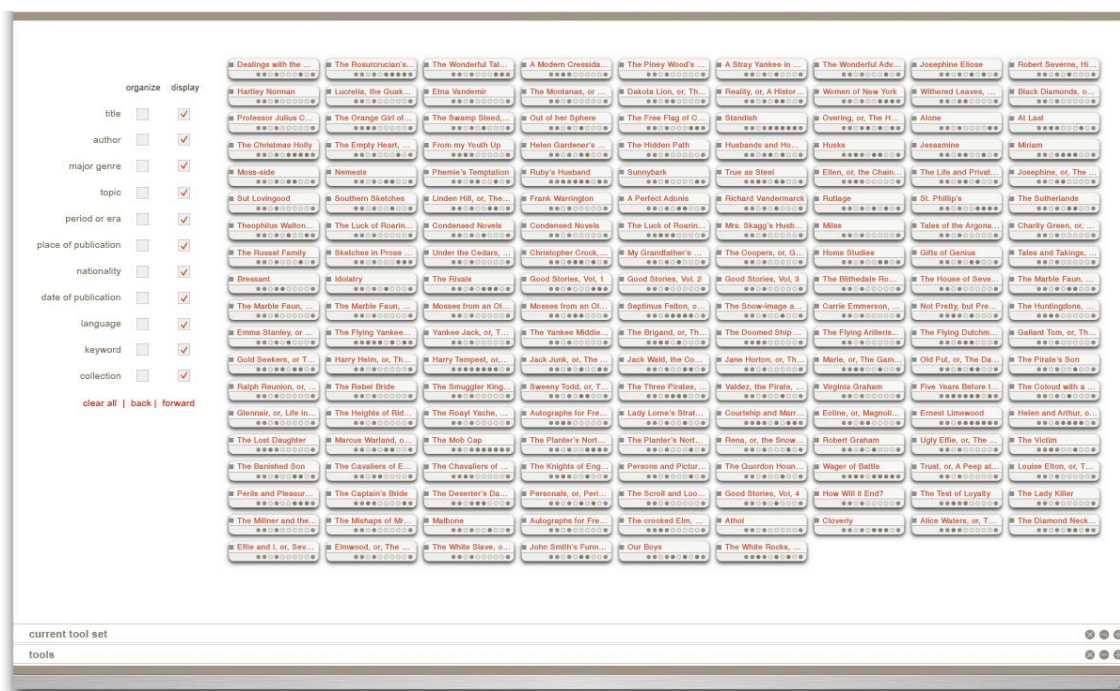 organize display
title
author
major genre
topic
period or era
place of publication
nationality
date of publication
language
keyword
collection
clear all | back | forward
Dealings with the ... The Rosurcrucian's... The Wonderful Tal... A Modern Cressida... The Piney Wood's ... A Stray Yankee in ... The Wonderful Adv... Josephine Eliose Robert Severne, Hi...
Hartley Norman Lucretia, the Quak... Etna Vandemir The Montanas, or ... Dakota Lion, or, Th... Reality, or, A Histor... Women of New York Withered Leaves, ... Black Diamonds, o...
Professor Julius C... The Orange Girl of... The Swamp Steed,... Out of her Sphere The Free Flag of C... Standish Overing, or, The H... Alone At Last
The Christmas Holly The Empty Heart, ... From my Youth Up Helen Gardener's ... The Hidden Path Husbands and Ho... Husks Jessamine Miriam
Moss-side Nemesis Phemie's Temptation Ruby's Husband Sunnybark True as Steel Ellen, or, the Chain... The Life and Privat... Josephine, or, The ...
Sut Lovingood Southern Sketches Linden Hill, or, The... Frank Warrington A Perfect Adonis Richard Vandermarck Rutlage St. Phillip's The Sutherlands
Theophilus Walton... The Luck of Roarin... Condensed Novels Condensed Novels The Luck of Roarin... Mrs. Skagg's Husb... Miss Tales of the Argona... Charity Green, or, ...
The Russel Family Sketches in Prose ... Under the Cedars, ... Christopher Crock,... My Grandfather's ... The Coopers, or, G... Home Studies Gifts of Genius Tales and Takings, ...
Bressant Idolatry The Rivals Good Stories, Vol, 1 Good Stories, Vol, 2 Good Stories, Vol, 3 The Blithedale Ro... The House of Seve... The Marble Faun, ...
The Marble Faun, ... The Marble Faun, ... Mosses from an Ol... Mosses from an Ol... Septimus Felton, o... The Snow-image a... Carrie Emmerson, ... Not Pretty, but Pre... The Huntingdons, ...
Emma Stanley, or ... The Flying Yankee... Yankee Jack, or, T... The Yankee Middie... The Brigand, or, Th... The Doomed Ship ... The Flying Arilleris... The Flying Dutchm... Gallant Tom, or, Th...
Gold Seekers, or T... Harry Helm, or, Th... Harry Tempest, or,... Jack Junk, or, The ... Jack Wald, the Co... Jane Horton, or, Th... Marie, or, The Gam... Old Put, or, The Da... The Pirate's Son
Ralph Reunion, or, ... The Rebel Bride The Smuggler King... Sweeny Todd, or, T... The Three Pirates, ... Valdez, the Pirate, ... Virginia Graham Five Years Before t... The Coloud with a ...
Glennair, or, Life in... The Heights of Rid... The Roayl Yache, ... Autographs for Fre... Lady Lorne's Strat... Courtship and Marr... Eoline, or, Magnoli... Ernest Limewood Helen and Arthur, o...
The Lost Daughter Marcus Warland, o... The Mob Cap The Planter's Nort... The Planter's Nort... Rena, or, the Snow... Robert Graham Ugly Effie, or, The ... The Victim
The Banished Son The Cavaliers of E... The Chavaliers of ... The Knights of Eng... Persons and Pictur... The Quordon Houn... Wager of Battle Trust, or, A Peep at... Louise Elton, or, T...
Perils and Pleasur... The Captain's Bride The Deserter's Da... Personals, or, Peri... The Scroll and Loo... Good Stories, Vol, 4 How Will it End? The Test of Loyalty The Lady Killer
The Millner and the... The Mishaps of Mr... Malbone Autographs for Fre... The crooked Elm, ... Athol Cloverly Alice Waters, or, T... The Diamond Neck...
Effie and I, or, Sev... Elmwood, or, The ... The White Slave, o... John Smith's Funn... Our Boys The White Rocks, ...
current tool set
tools